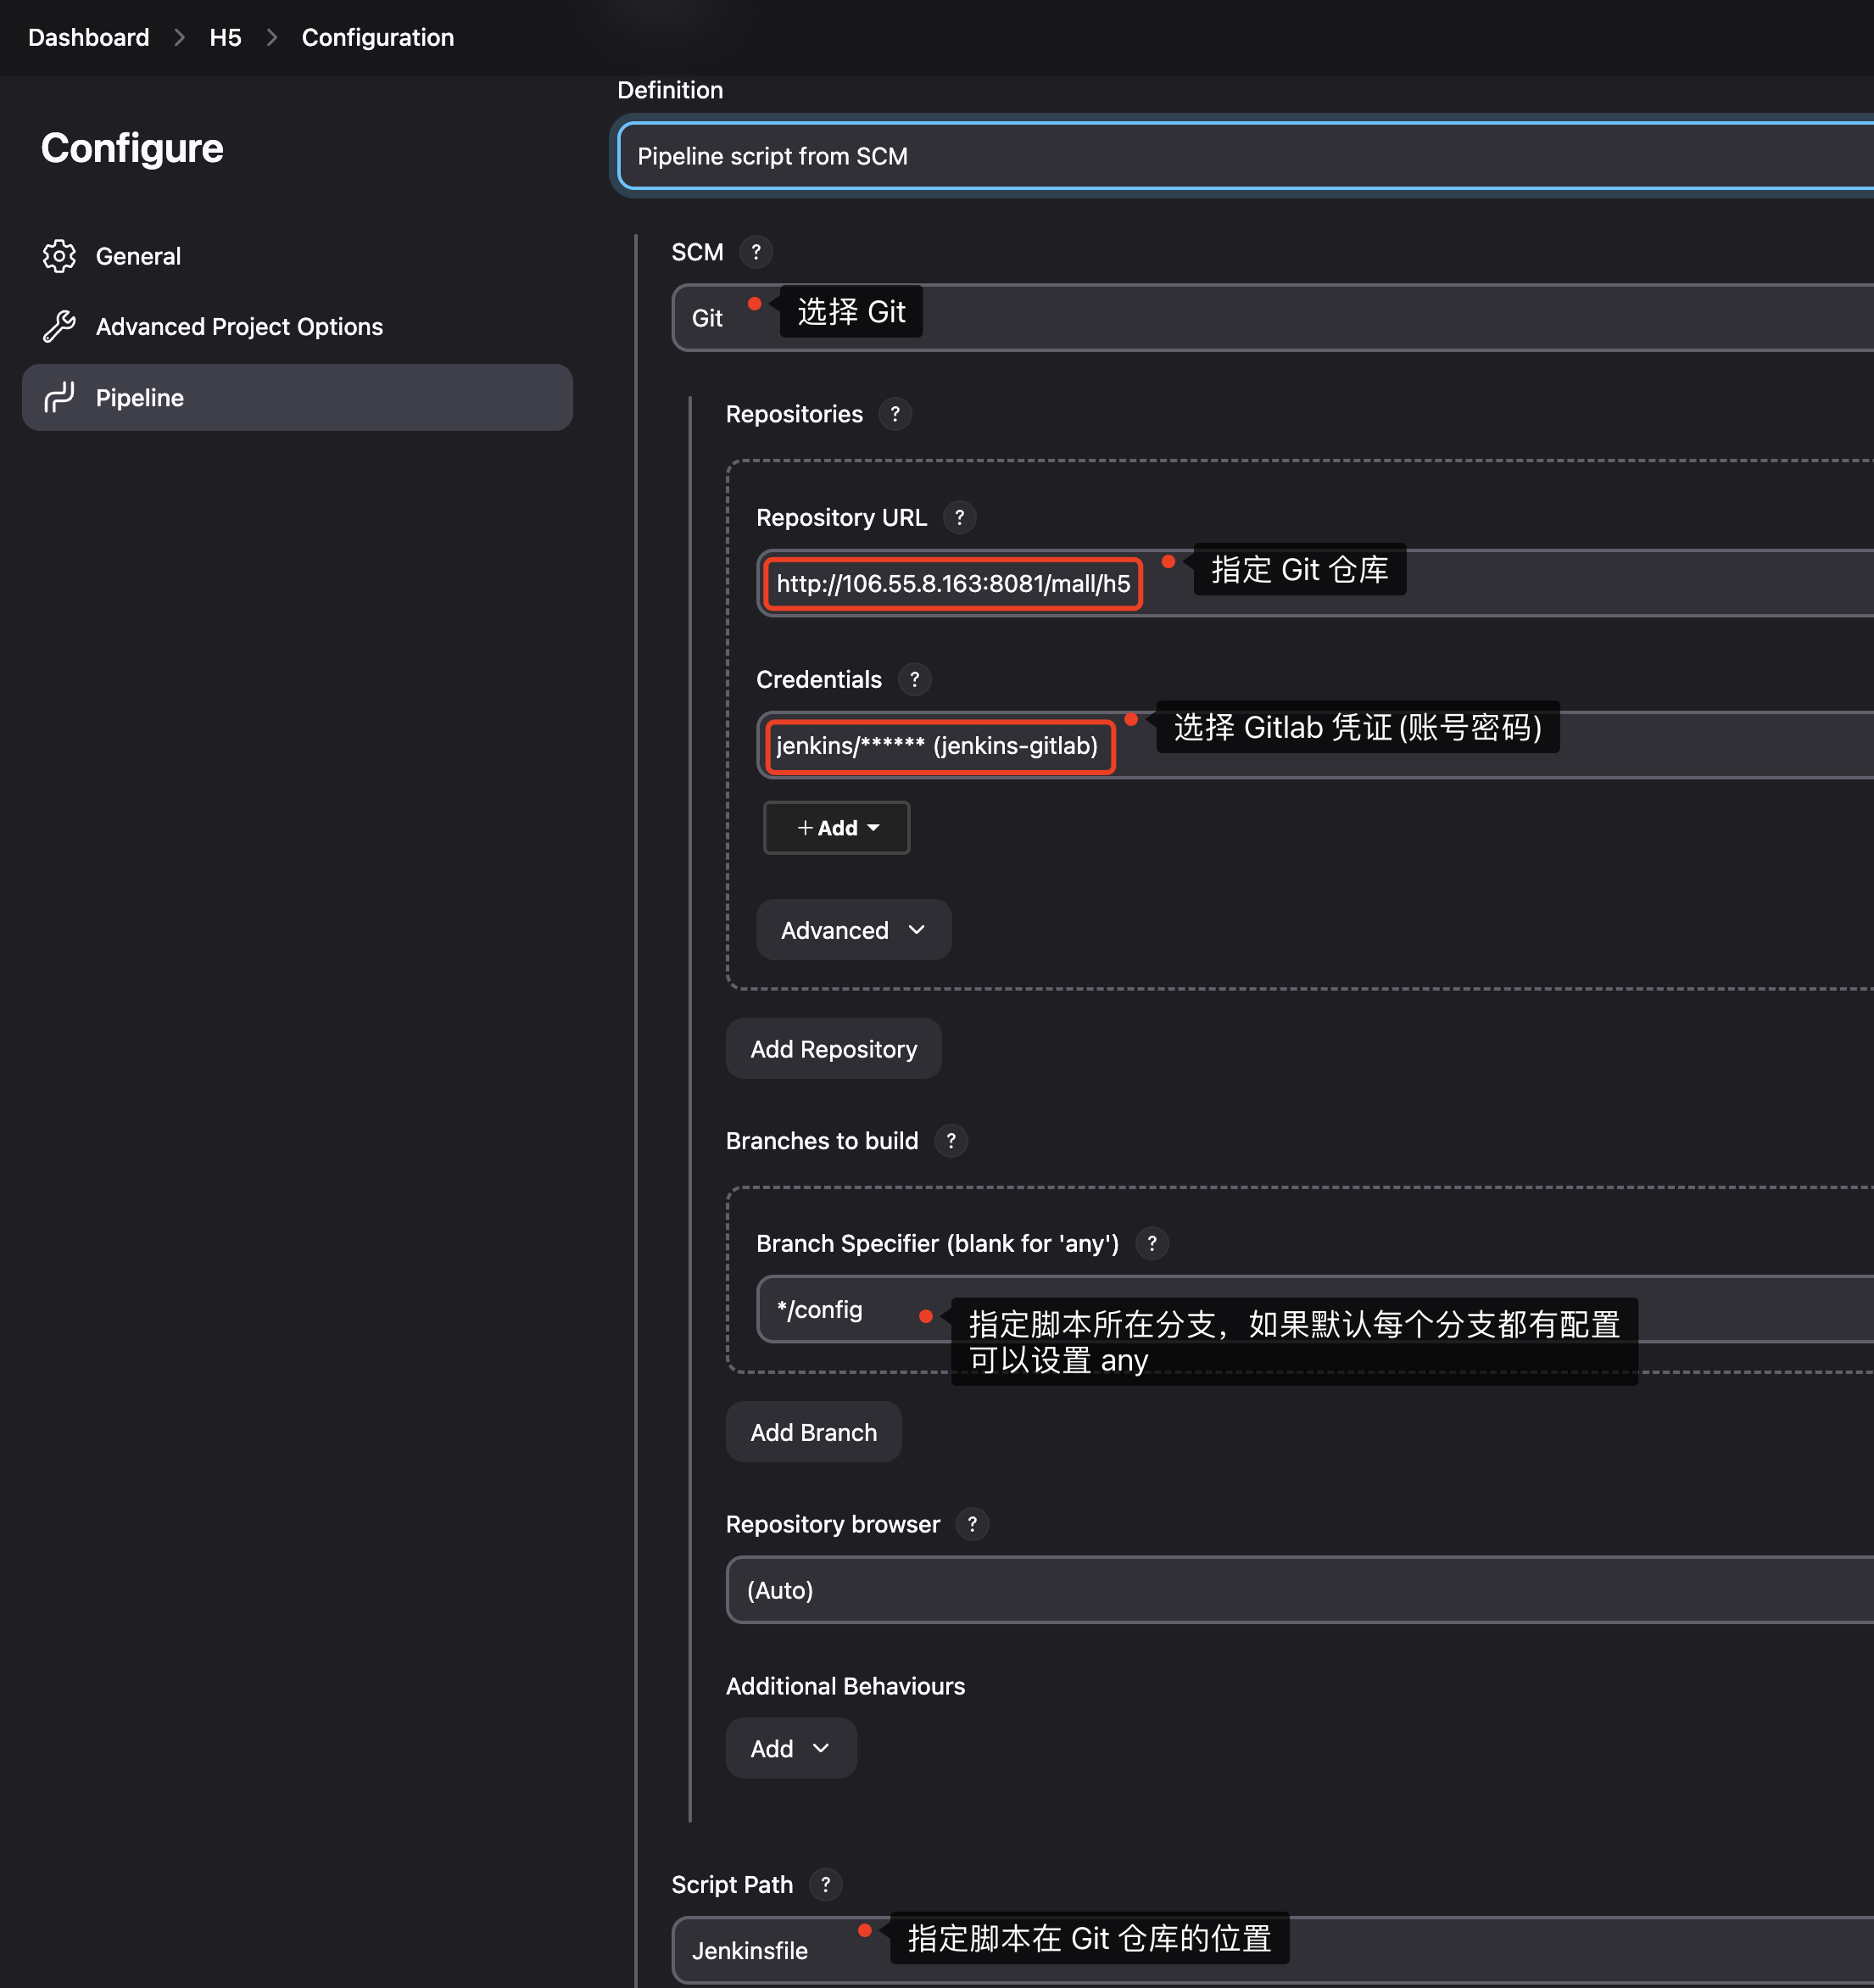 Dashboard > H5 > Configuration
Configure
General
Advanced Project Options
Pipeline
Definition
Pipeline script from SCM
SCM ?
Git
选择 Git
Repositories ?
Repository URL ?
http://106.55.8.163:8081/mall/h5
指定 Git 仓库
Credentials ?
jenkins/****** (jenkins-gitlab)
选择 Gitlab 凭证 (账号密码)
+ Add
Advanced
Add Repository
Branches to build ?
Branch Specifier (blank for 'any') ?
*/config
指定脚本所在分支，如果默认每个分支都有配置
可以设置 any
Add Branch
Repository browser ?
(Auto)
Additional Behaviours
Add
Script Path ?
Jenkinsfile
指定脚本在 Git 仓库的位置